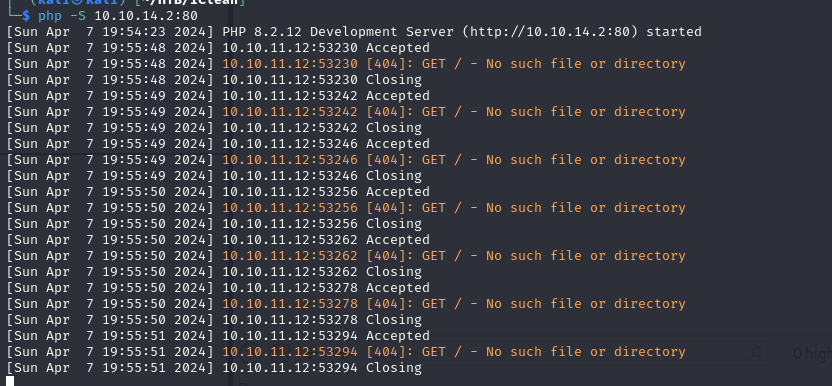 (kali㉿kali) [~/HTB/IClean]
└─$ php -S 10.10.14.2:80
[Sun Apr  7 19:54:23 2024] PHP 8.2.12 Development Server (http://10.10.14.2:80) started
[Sun Apr  7 19:55:48 2024] 10.10.11.12:53230 Accepted
[Sun Apr  7 19:55:48 2024] 10.10.11.12:53230 [404]: GET / - No such file or directory
[Sun Apr  7 19:55:48 2024] 10.10.11.12:53230 Closing
[Sun Apr  7 19:55:49 2024] 10.10.11.12:53242 Accepted
[Sun Apr  7 19:55:49 2024] 10.10.11.12:53242 [404]: GET / - No such file or directory
[Sun Apr  7 19:55:49 2024] 10.10.11.12:53242 Closing
[Sun Apr  7 19:55:49 2024] 10.10.11.12:53246 Accepted
[Sun Apr  7 19:55:49 2024] 10.10.11.12:53246 [404]: GET / - No such file or directory
[Sun Apr  7 19:55:49 2024] 10.10.11.12:53246 Closing
[Sun Apr  7 19:55:50 2024] 10.10.11.12:53256 Accepted
[Sun Apr  7 19:55:50 2024] 10.10.11.12:53256 [404]: GET / - No such file or directory
[Sun Apr  7 19:55:50 2024] 10.10.11.12:53256 Closing
[Sun Apr  7 19:55:50 2024] 10.10.11.12:53262 Accepted
[Sun Apr  7 19:55:50 2024] 10.10.11.12:53262 [404]: GET / - No such file or directory
[Sun Apr  7 19:55:50 2024] 10.10.11.12:53262 Closing
[Sun Apr  7 19:55:50 2024] 10.10.11.12:53278 Accepted
[Sun Apr  7 19:55:50 2024] 10.10.11.12:53278 [404]: GET / - No such file or directory
[Sun Apr  7 19:55:50 2024] 10.10.11.12:53278 Closing
[Sun Apr  7 19:55:51 2024] 10.10.11.12:53294 Accepted
[Sun Apr  7 19:55:51 2024] 10.10.11.12:53294 [404]: GET / - No such file or directory
0 hig
[Sun Apr  7 19:55:51 2024] 10.10.11.12:53294 Closing